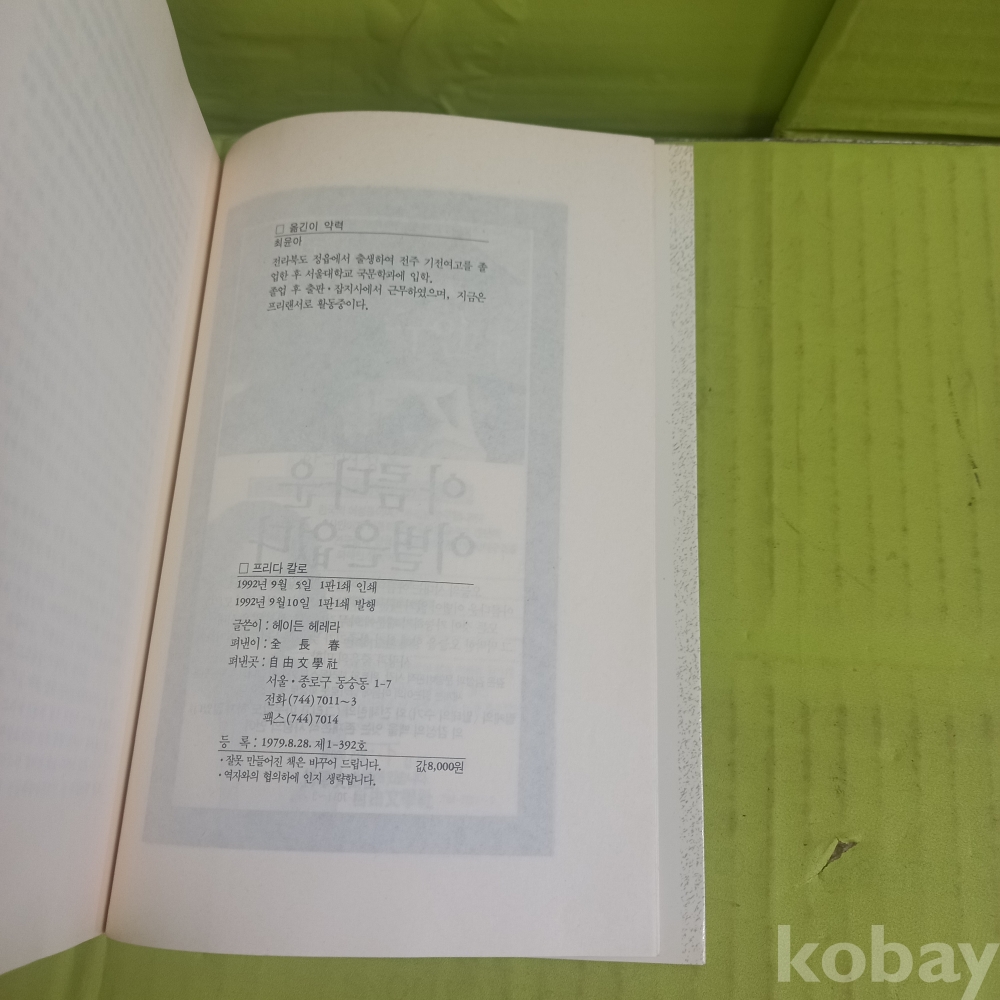 □ 옮긴이 약력
최윤아
전라북도 정읍에서 출생하여 전주 기전여고를 졸
업한 후 서울대학교 국문학과에 입학.
졸업 후 출판·잡지사에서 근무하였으며, 지금은
프리랜서로 활동중이다.
아름다운
이별은없다
□ 프리다 칼로
1992년 9월 5일 1판1쇄 인쇄
1992년 9월10일 1판1쇄 발행
글쓴이 : 헤이든 헤레라
펴낸이 : 全 長 春
펴낸곳 : 自由文學社
서울·종로구 동숭동 1-7
전화(744)7011~3
팩스(744)7014
등 록 : 1979.8.28. 제1-392호
·잘못 만들어진 책은 바꾸어 드립니다. 값8,000원
·역자와의 협의하에 인지 생략합니다.
kobay